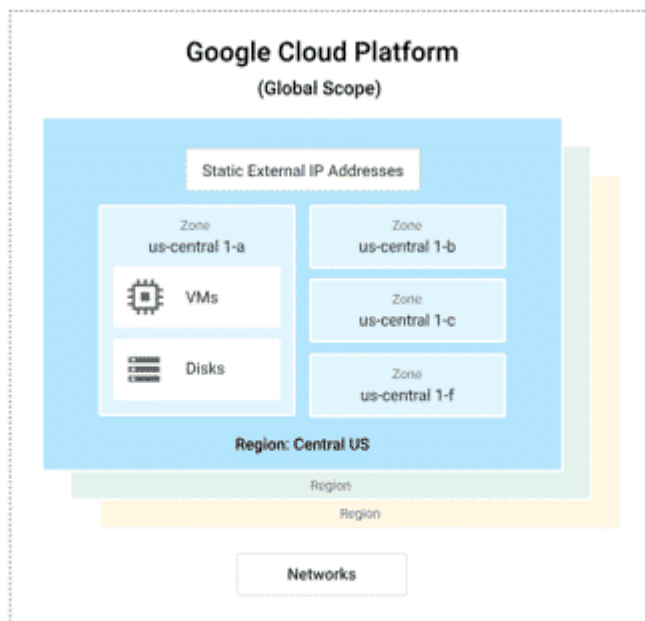 Google Cloud Platform
(Global Scope)
Static External IP Addresses
Zone
us-central 1-a
VMs
Disks
Zone
us-central 1-b
Zone
us-central 1-c
Zone
us-central 1-f
Region: Central US
Region
Region
Networks